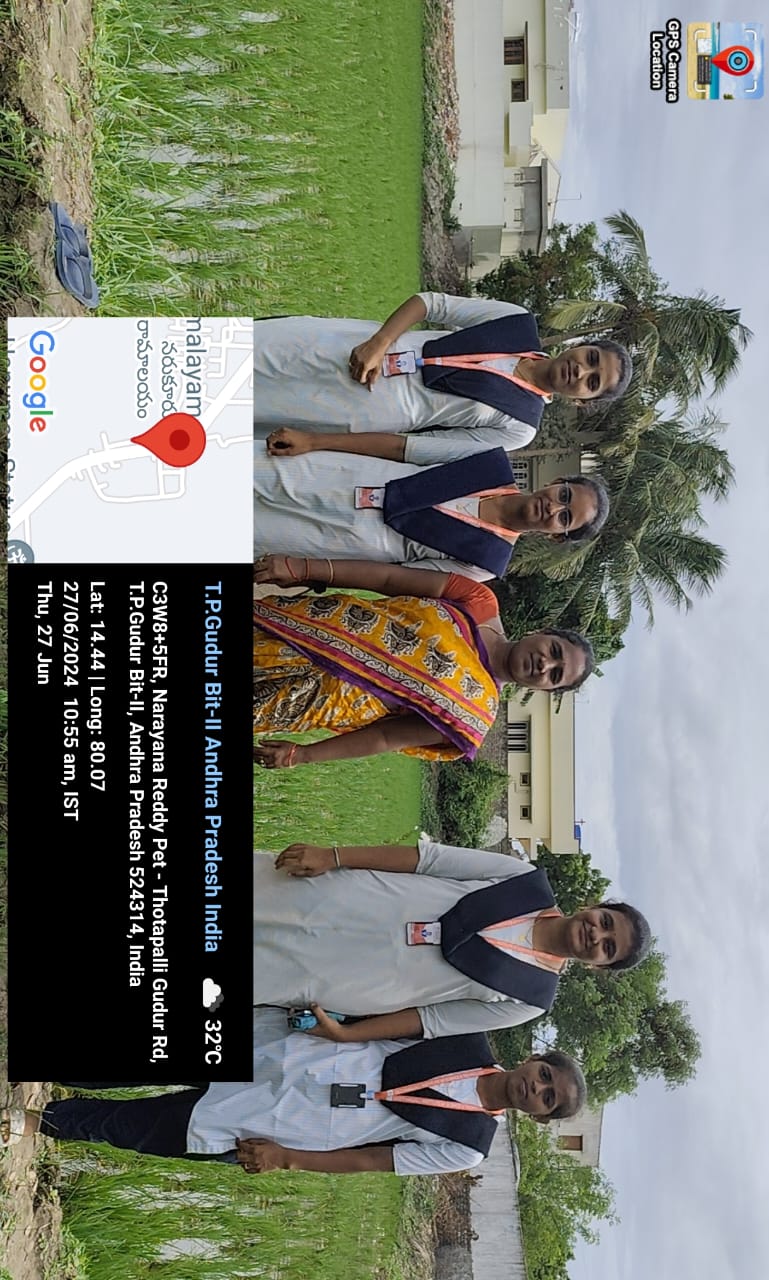 GPS Camera
Location
malayam
నరుకూరు
రామాలయం
Google
T.P.Gudur Bit-II Andhra Pradesh India
32°C
C3W8+5FR, Narayana Reddy Pet - Thotapalli Gudur Rd,
T.P.Gudur Bit-II, Andhra Pradesh 524314, India
Lat: 14.44 | Long: 80.07
27/06/2024 10:55 am, IST
Thu, 27 Jun